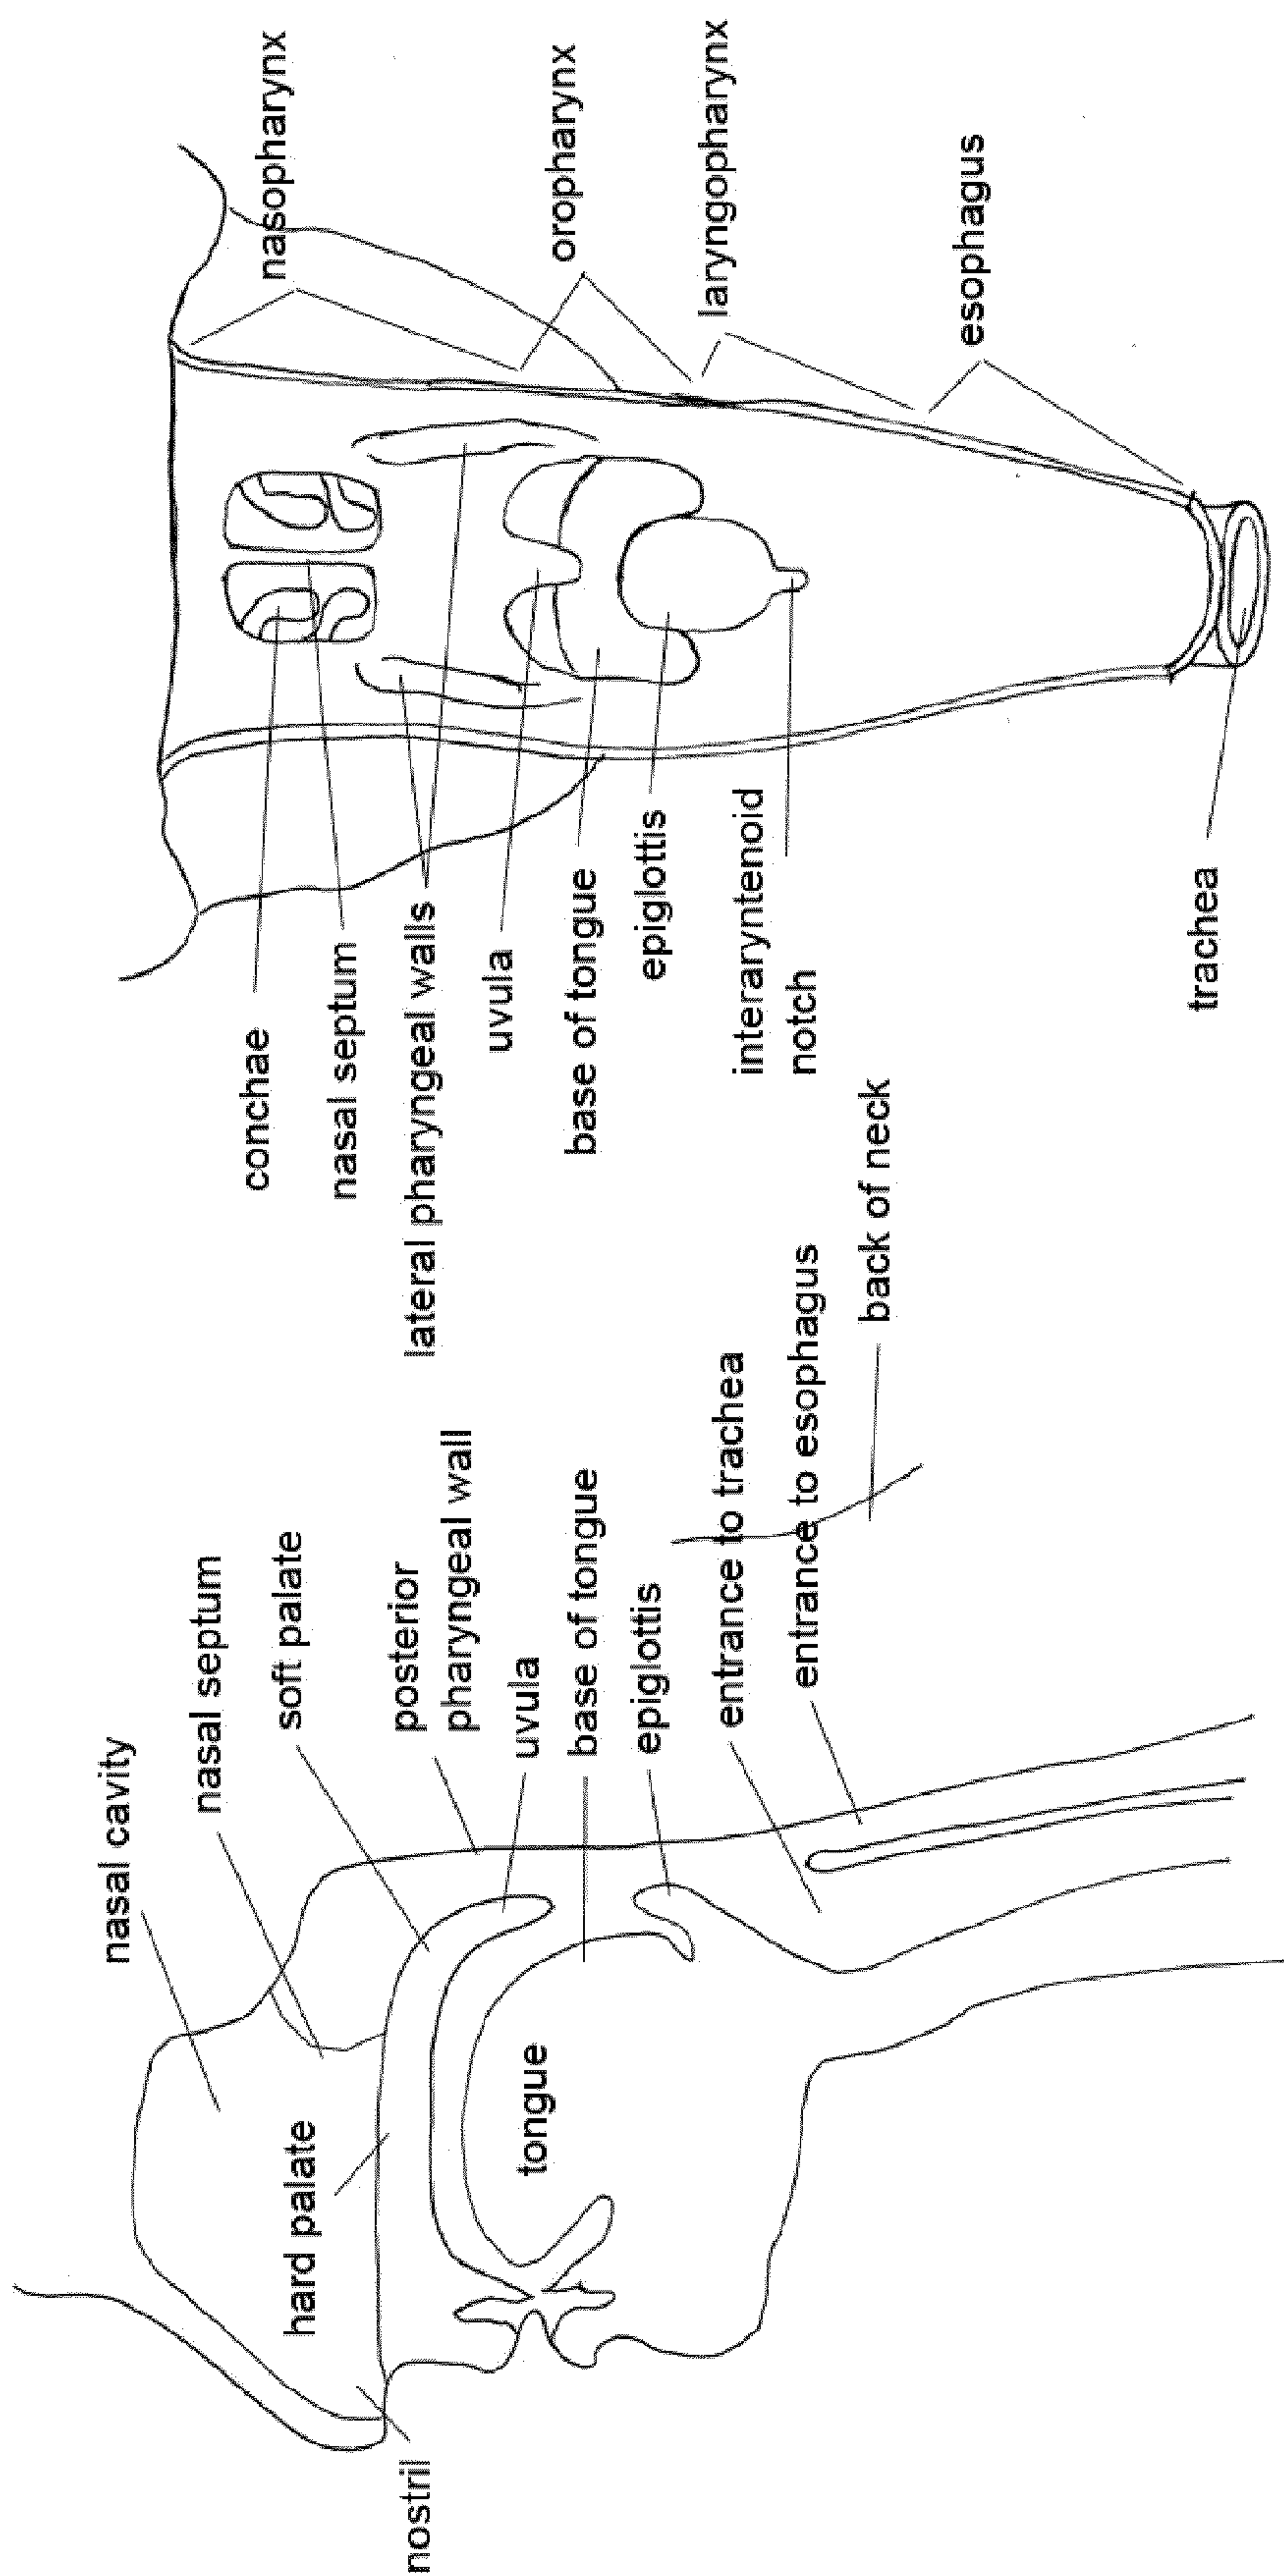 nasal cavity
nasal septum
soft palate
hard palate
posterior
pharyngeal wall
nostril
uvula
tongue
base of tongue
epiglottis
entrance to trachea
entrance to esophagus
back of neck
conchae
nasal septum
lateral pharyngeal walls
uvula
base of tongue
epiglottis
interaryntenoid
notch
trachea
nasopharynx
oropharynx
laryngopharynx
esophagus